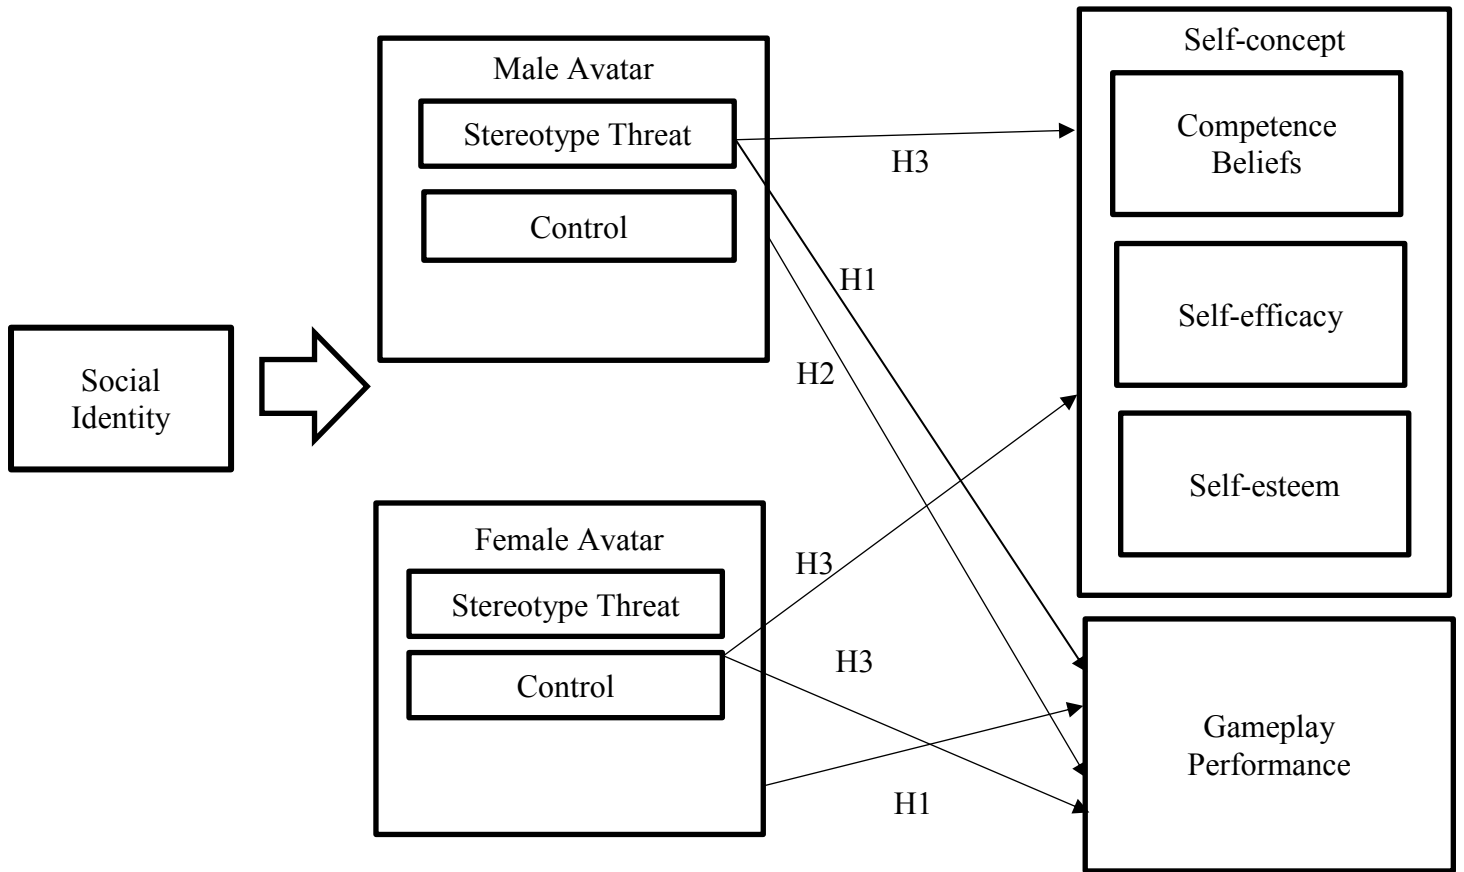 Social
Identity
Male Avatar
Stereotype Threat
Control
Female Avatar
Stereotype Threat
Control
H3
H1
H2
H3
H3
H1
Self-concept
Competence
Beliefs
Self-efficacy
Self-esteem
Gameplay
Performance